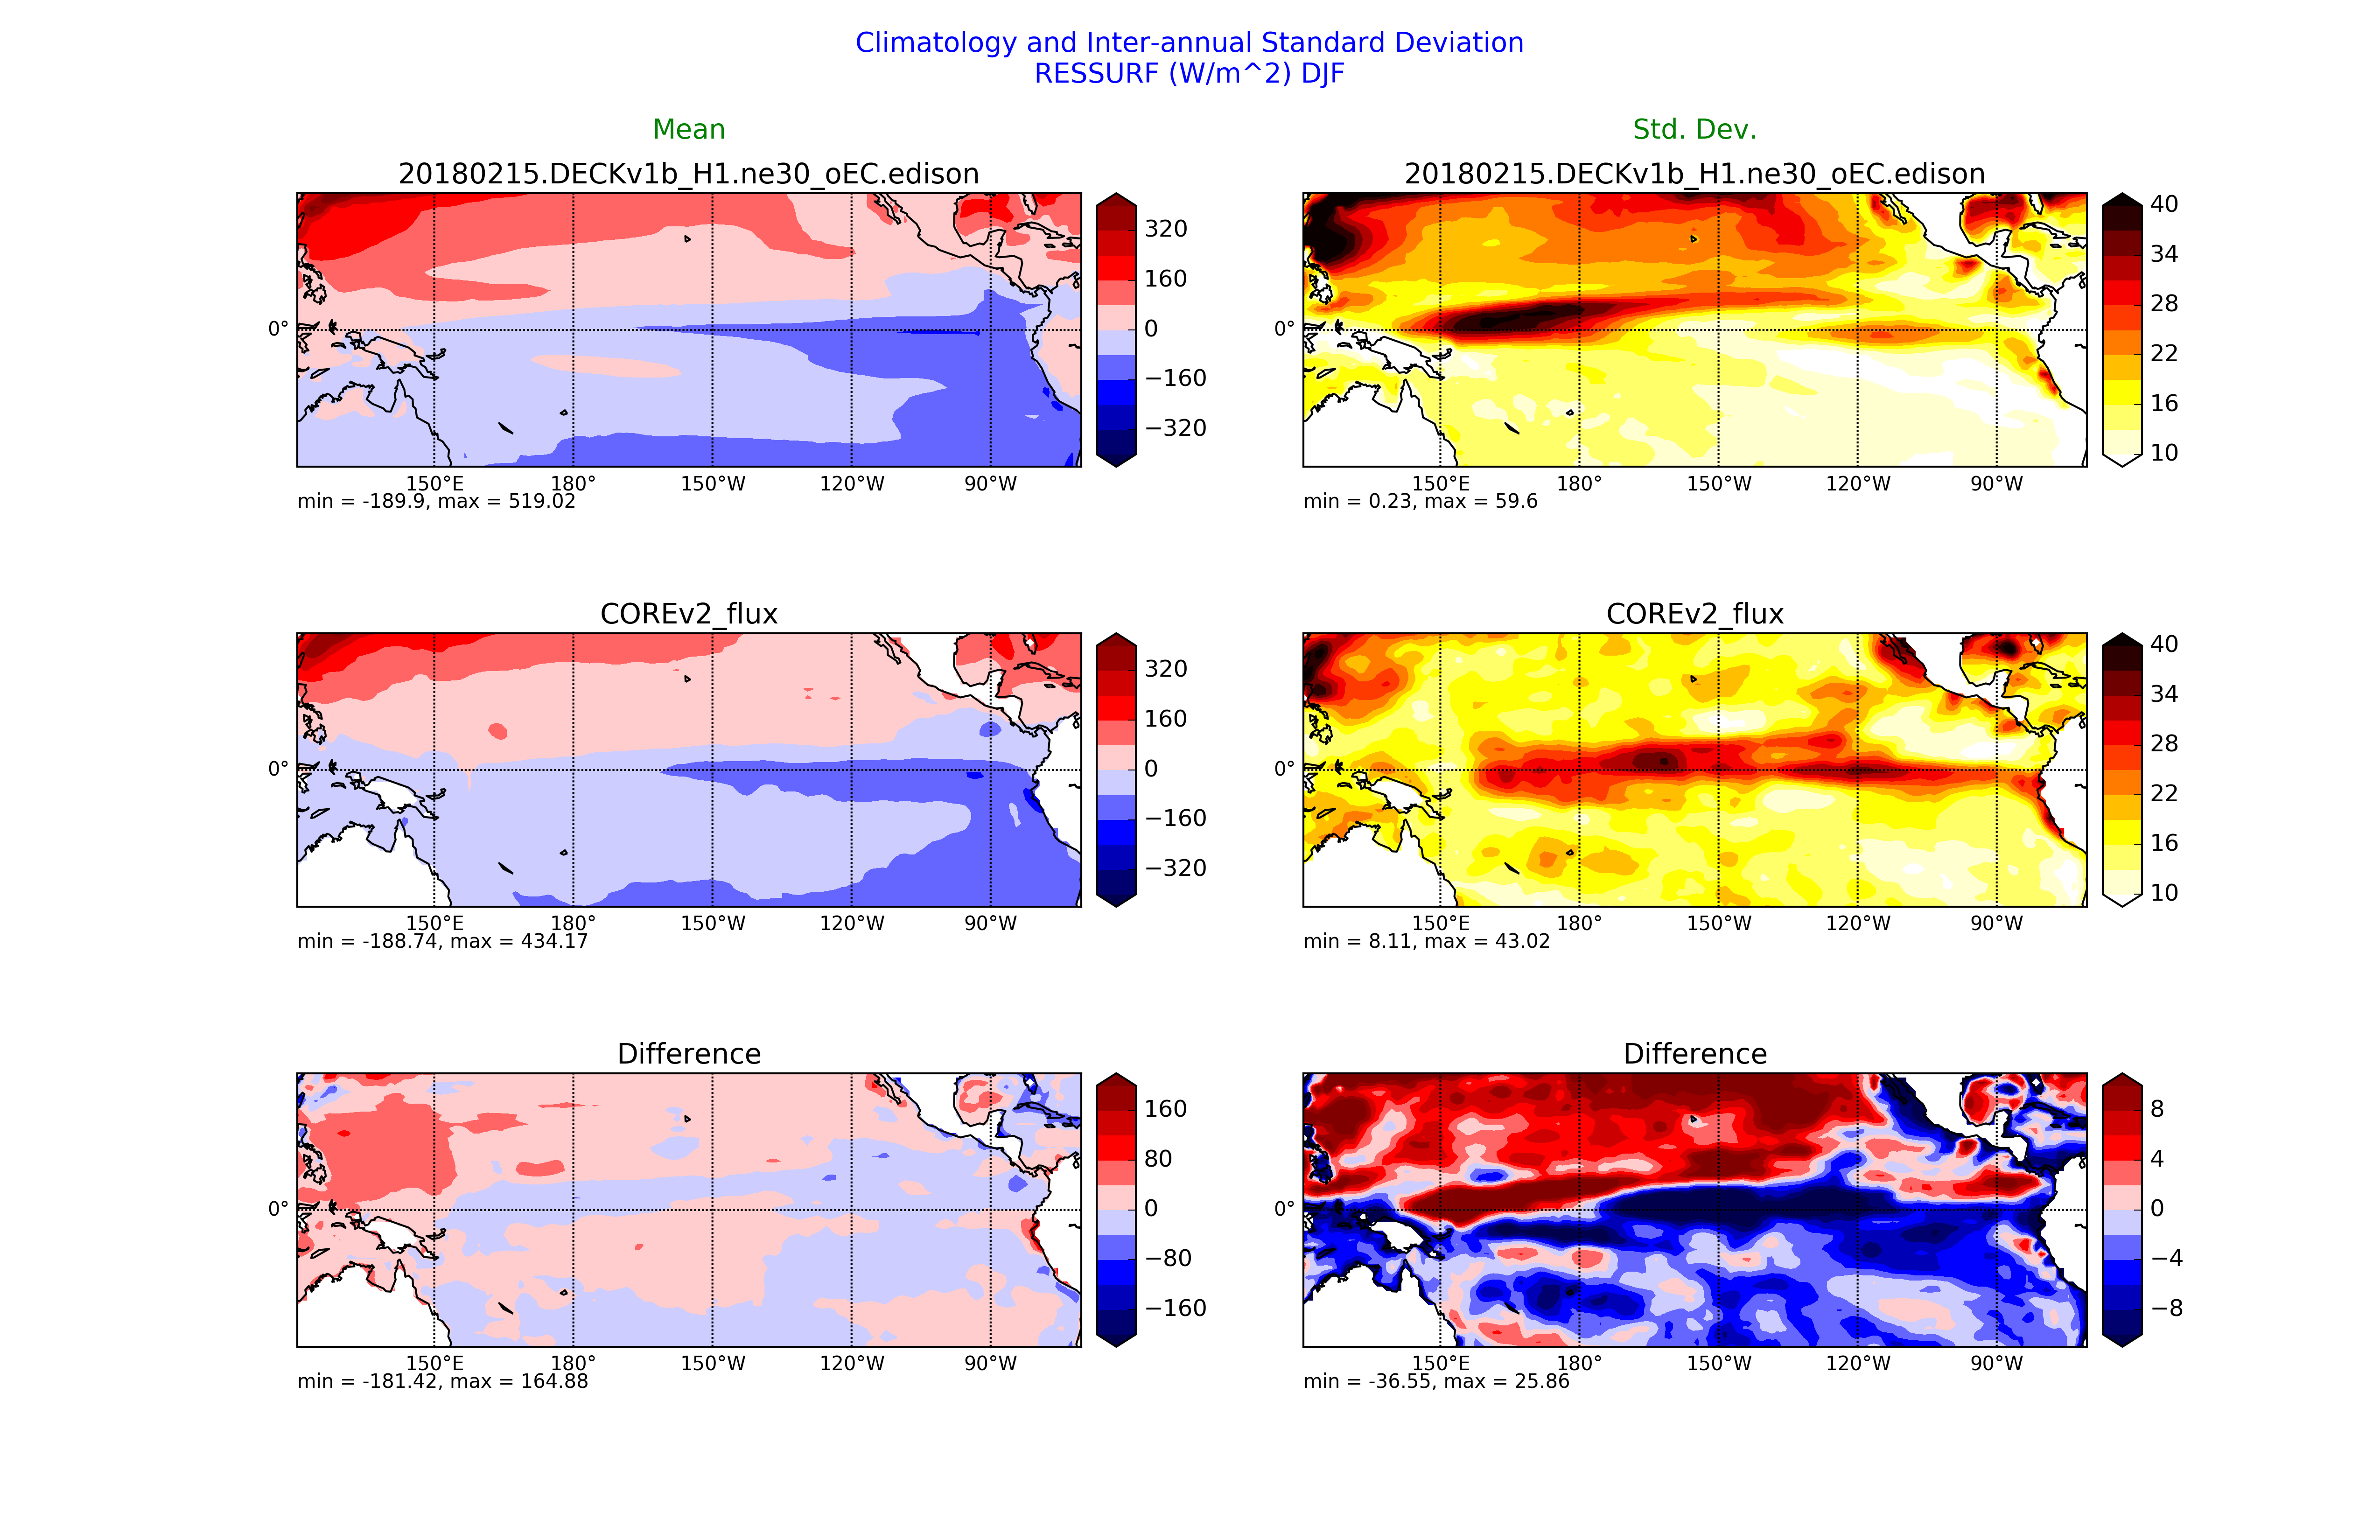 Climatology and Inter-annual Standard Deviation
RESSURF (W/m^2) DJF
Mean
Std. Dev.
20180215.DECKv1b_H1.ne30_oEC.edison
320
160
0
−160
−320
0°
150°E 180° 150°W 120°W 90°W
min = -189.9, max = 519.02
20180215.DECKv1b_H1.ne30_oEC.edison
40
34
28
22
16
10
0°
150°E 180° 150°W 120°W 90°W
min = 0.23, max = 59.6
COREv2_flux
320
160
0
−160
−320
0°
150°E 180° 150°W 120°W 90°W
min = -188.74, max = 434.17
COREv2_flux
40
34
28
22
16
10
0°
150°E 180° 150°W 120°W 90°W
min = 8.11, max = 43.02
Difference
160
80
0
−80
−160
0°
150°E 180° 150°W 120°W 90°W
min = -181.42, max = 164.88
Difference
8
4
0
−4
−8
0°
150°E 180° 150°W 120°W 90°W
min = -36.55, max = 25.86